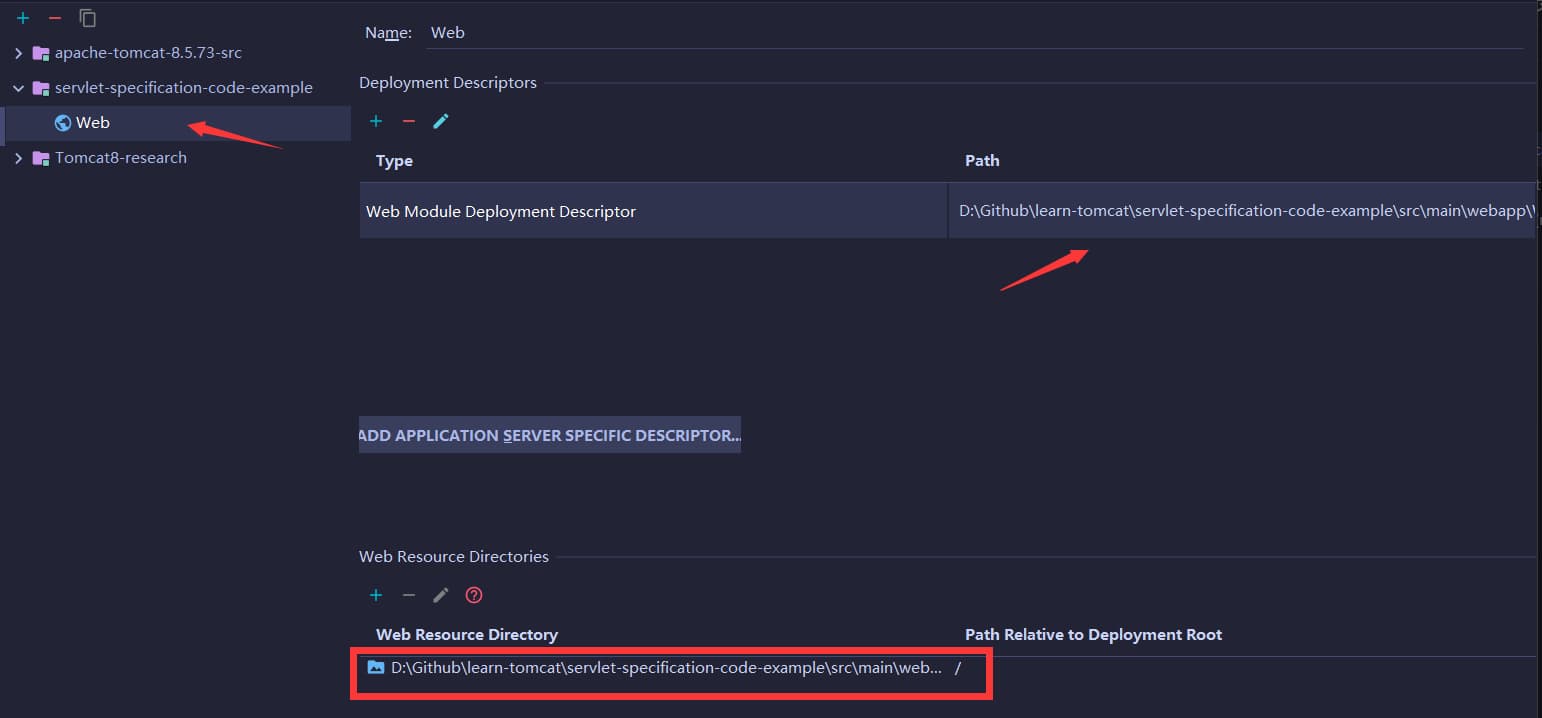 apache-tomcat-8.5.73-src
servlet-specification-code-example
Web
Tomcat8-research
Name: Web
Deployment Descriptors
Type Path
Web Module Deployment Descriptor D:\Github\learn-tomcat\servlet-specification-code-example\src\main\webapp\
ADD APPLICATION SERVER SPECIFIC DESCRIPTOR...
Web Resource Directories
Web Resource Directory Path Relative to Deployment Root
D:\Github\learn-tomcat\servlet-specification-code-example\src\main\web... /